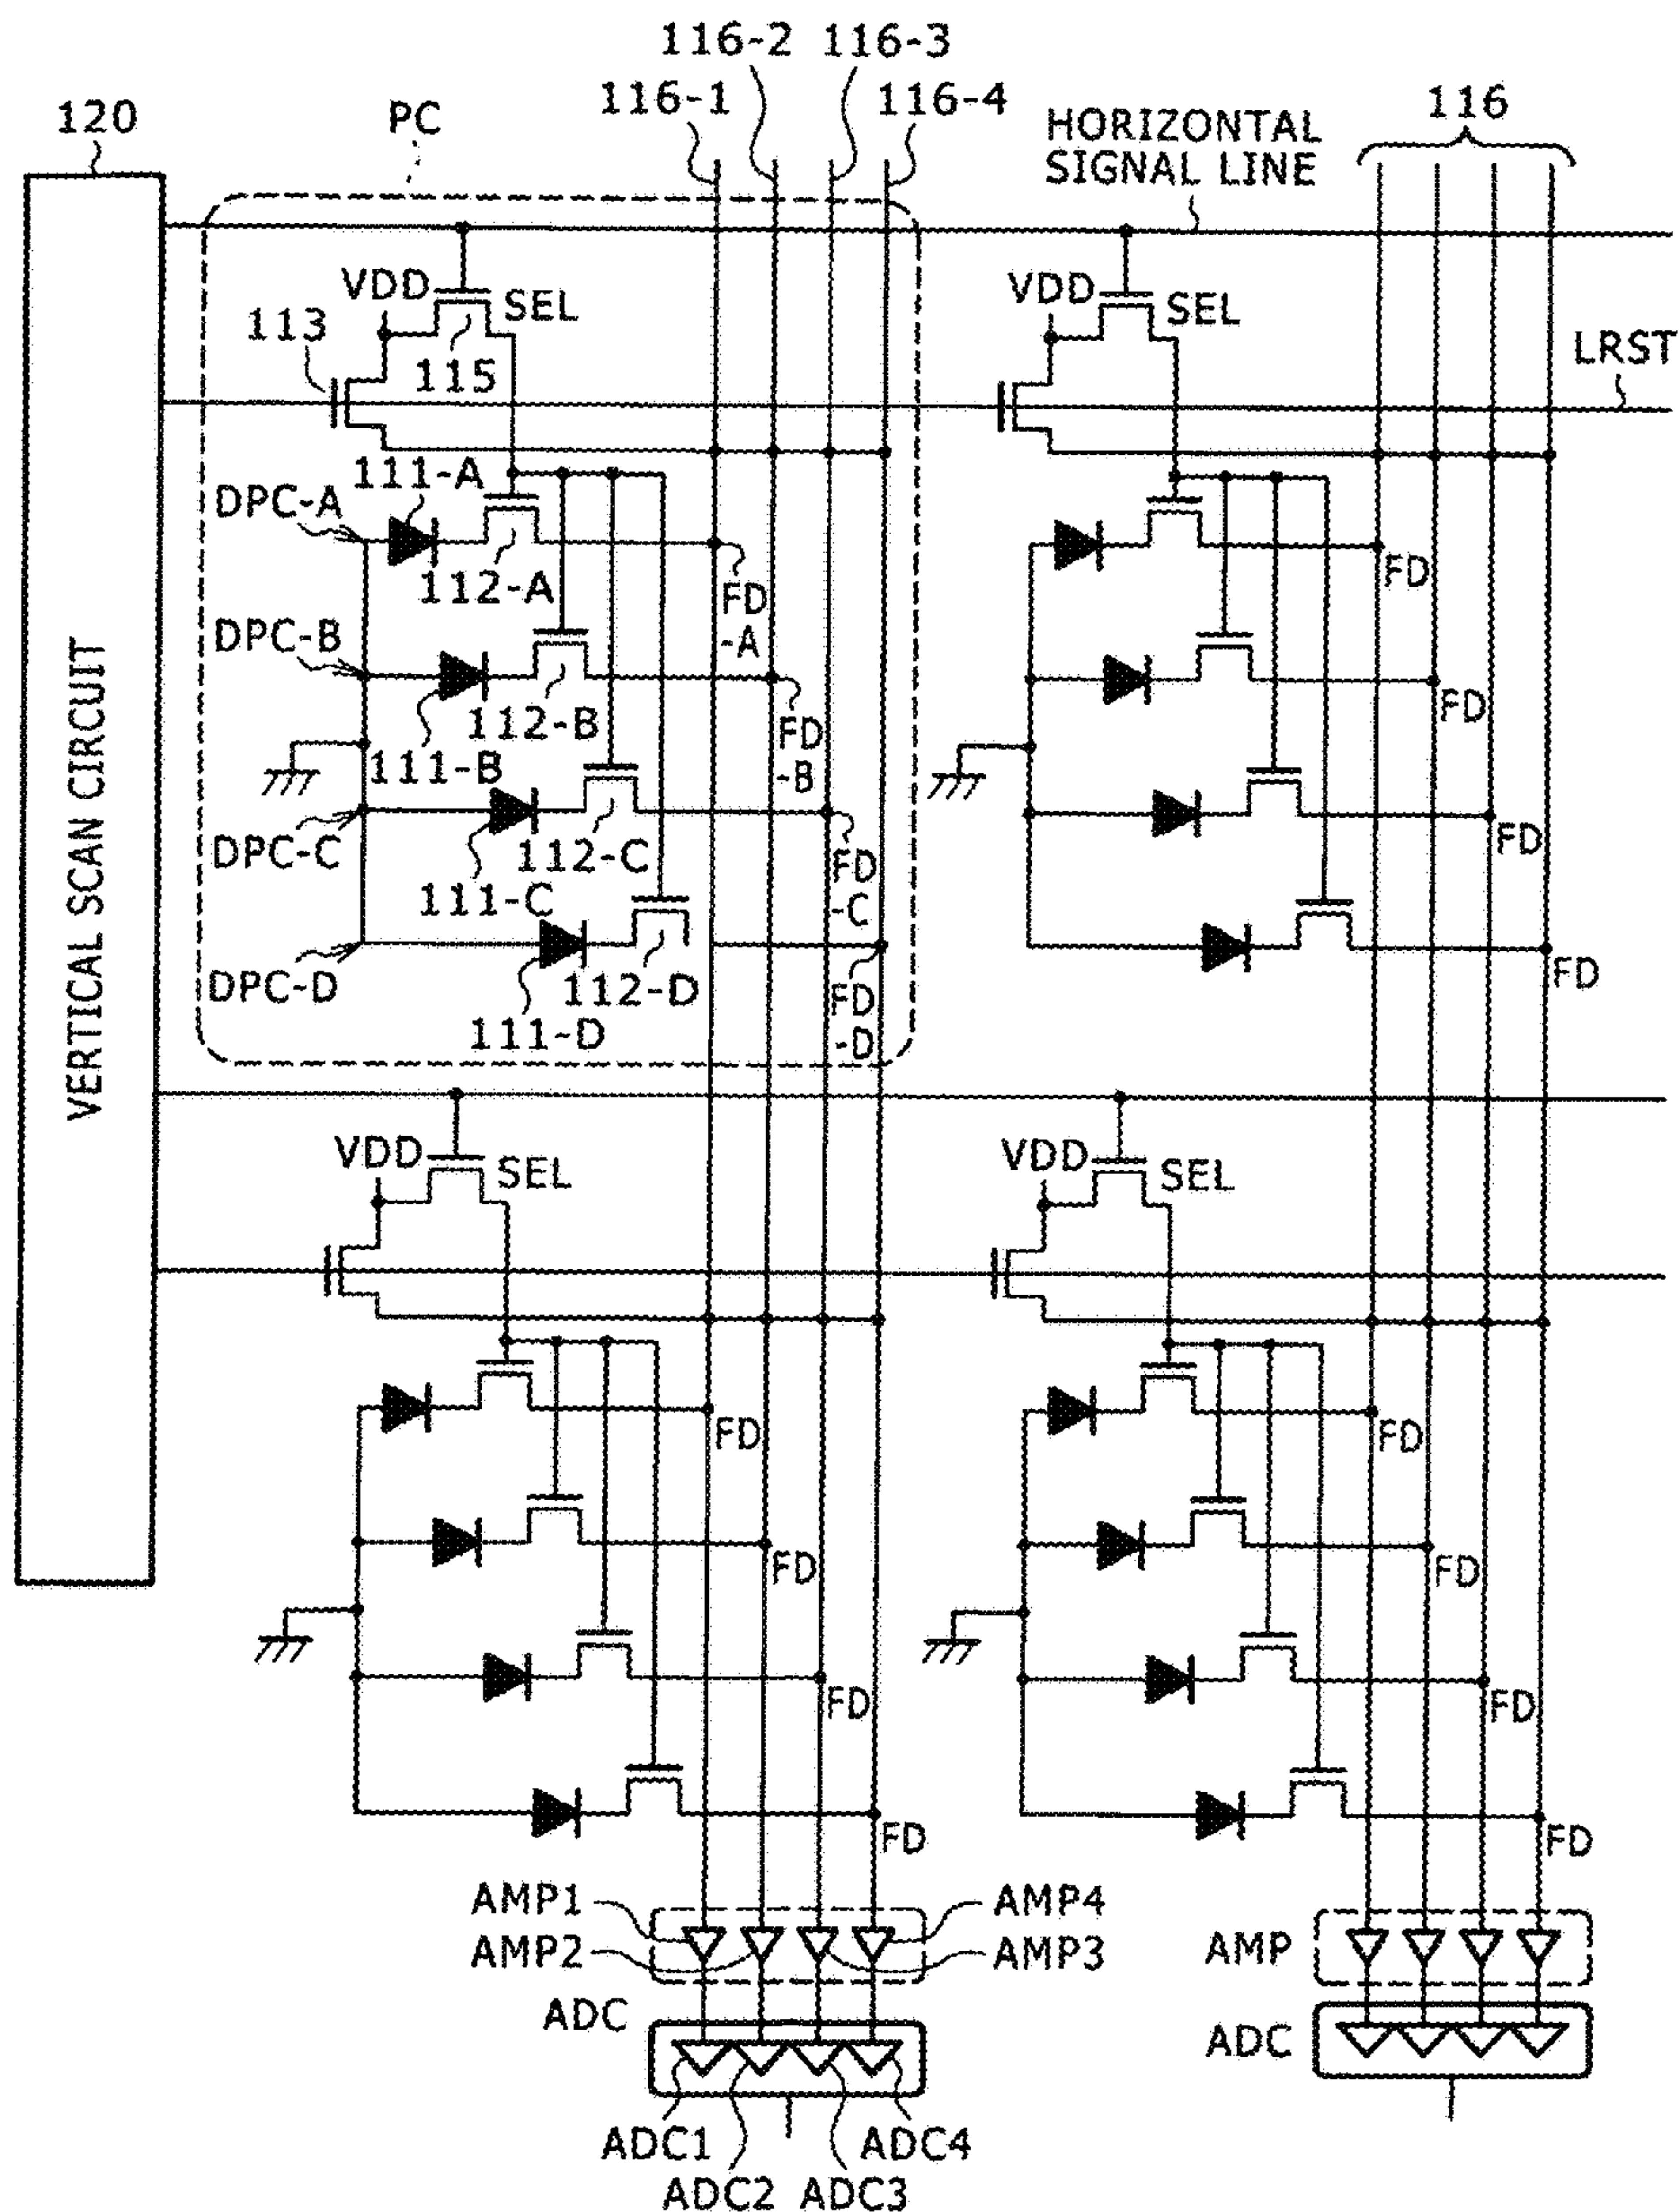 116-2 116-3
120 PC 116-1 116-4 HORIZONTAL SIGNAL LINE 116
VDD SEL VDD SEL
113 115 LRST
111-A
DPC-A
112-A FD-A FD
DPC-B
112-B FD-B FD
111-B
DPC-C 112-C FD-C FD
111-C
DPC-D 112-D FD-D FD
111-D
VERTICAL SCAN CIRCUIT
VDD SEL VDD SEL
FD FD
FD FD
FD FD
FD FD
AMP1 AMP4
AMP2 AMP3 AMP
ADC ADC
ADC1 ADC4
ADC2 ADC3